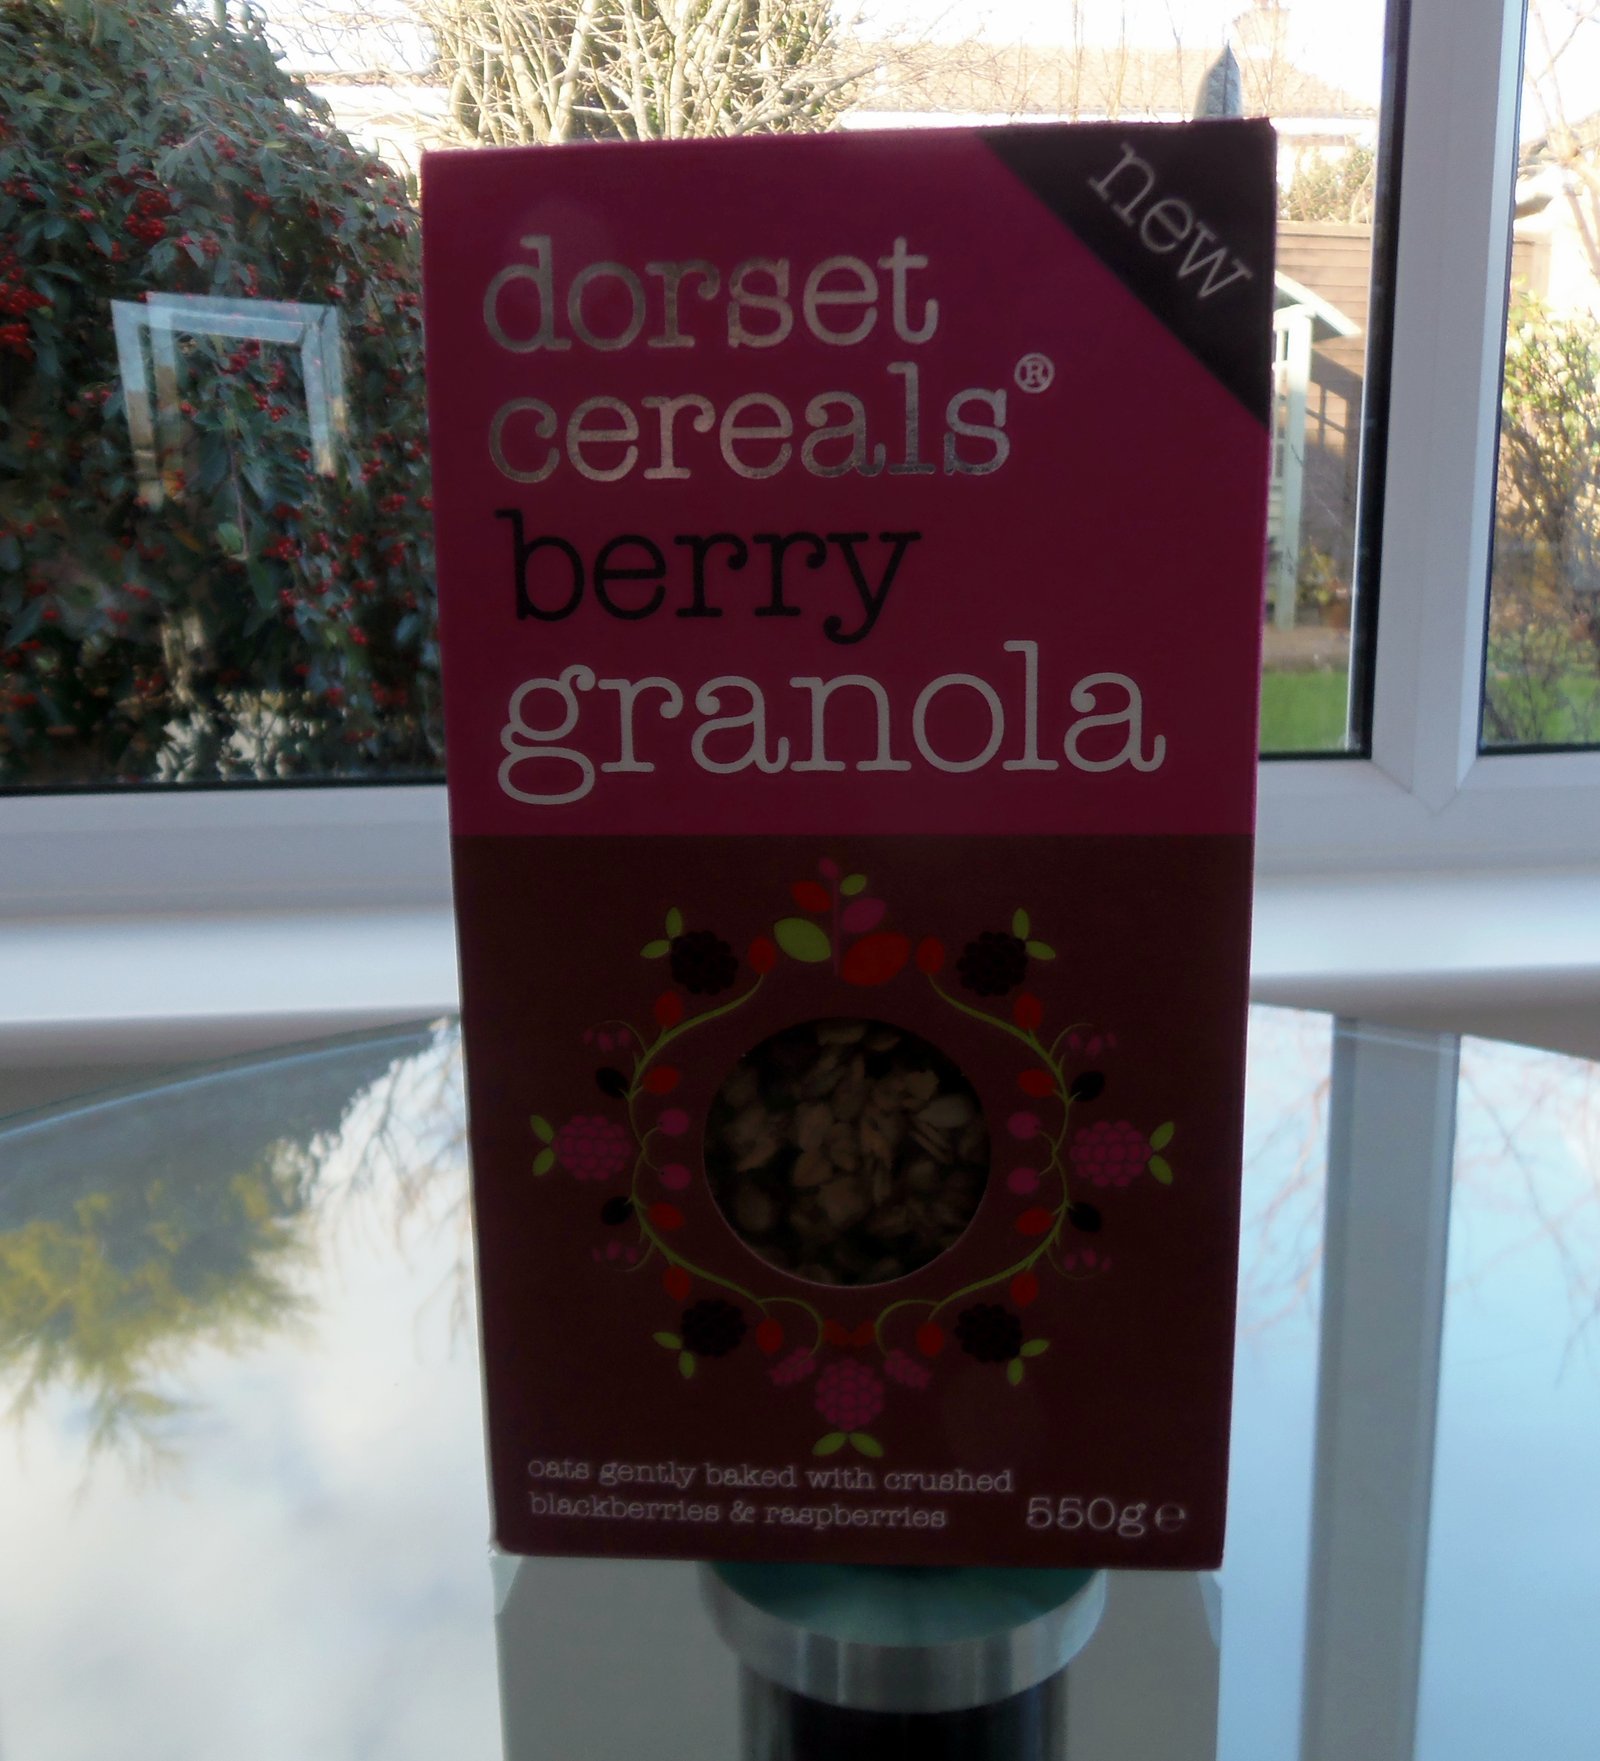 new
dorset
cereals®
berry
granola
oats gently baked with crushed
blackberries & raspberries
550g ℮